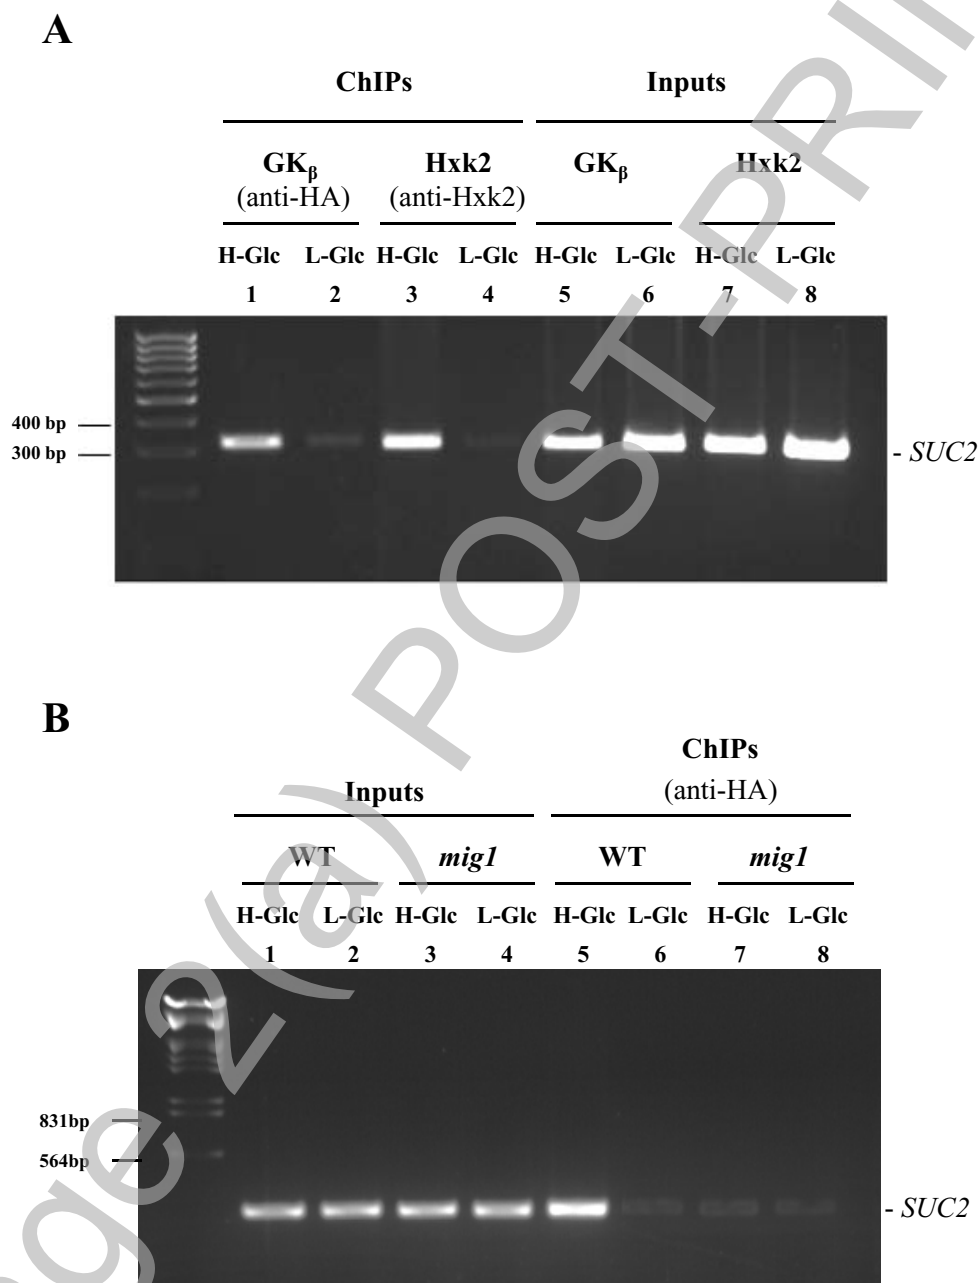 A
ChIPs Inputs
GKβ Hxk2 GKβ Hxk2
(anti-HA) (anti-Hxk2)
H-Glc L-Glc H-Glc L-Glc H-Glc L-Glc H-Glc L-Glc
1 2 3 4 5 6 7 8
400 bp
300 bp
- SUC2
B
ChIPs
Inputs (anti-HA)
WT mig1 WT mig1
H-Glc L-Glc H-Glc L-Glc H-Glc L-Glc H-Glc L-Glc
1 2 3 4 5 6 7 8
831bp
564bp
- SUC2
2(a) POST-PRI